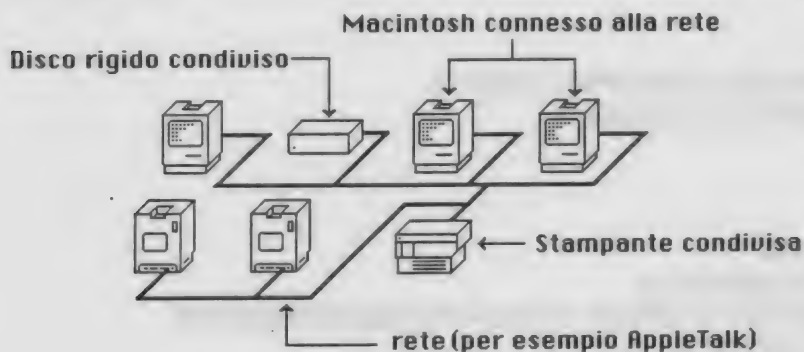 Macintosh connesso alla rete
Disco rigido condiviso
Stampante condivisa
rete (per esempio AppleTalk)